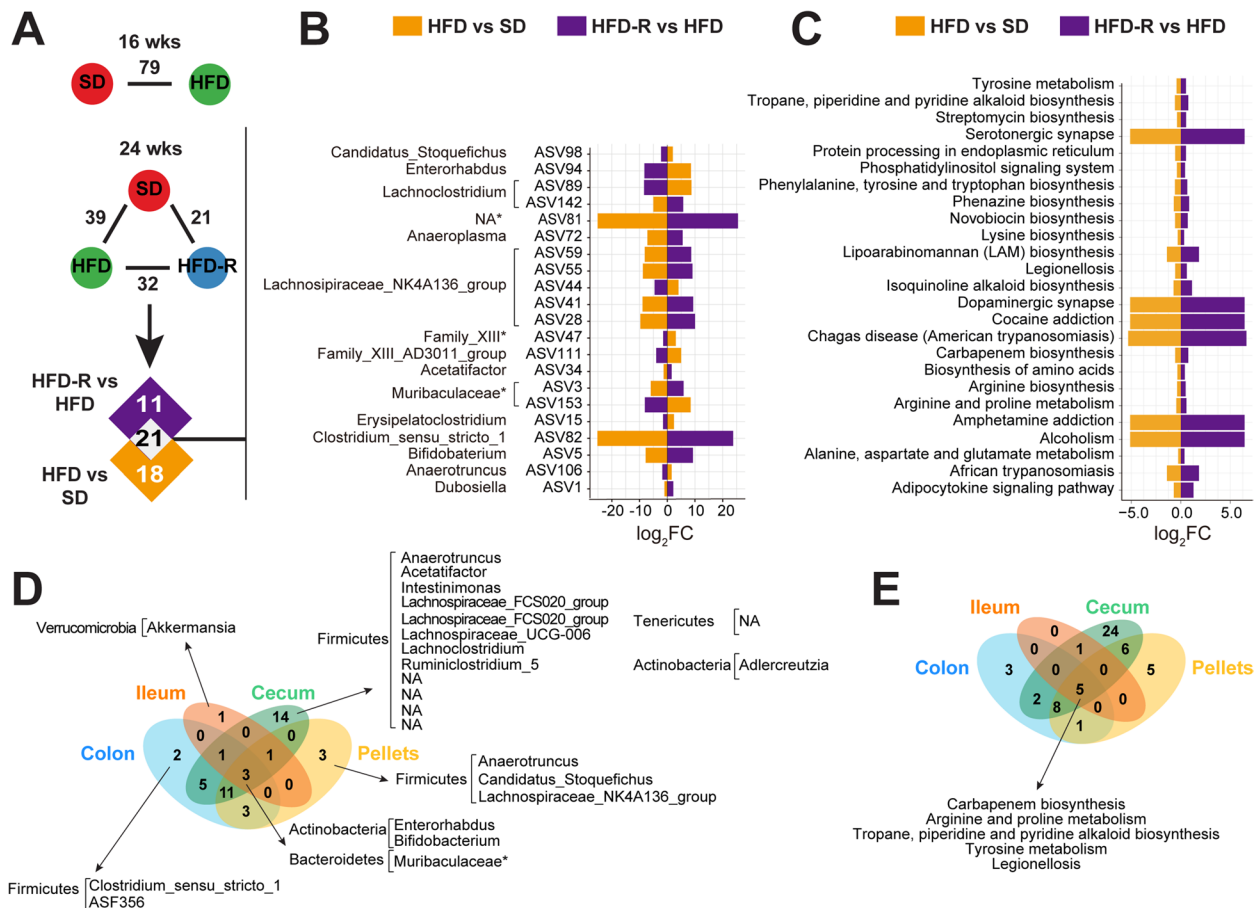 A
16 wks
SD
79
HFD
24 wks
SD
39
21
HFD
HFD-R
32
HFD-R vs
HFD
11
21
18
HFD vs
SD
B
HFD vs SD
HFD-R vs HFD
Candidatus_Stoquefichus ASV98
Enterorhabdus ASV94
Lachnoclostridium
ASV89
ASV142
NA* ASV81
Anaeroplasma ASV72
Lachnosipiraceae_NK4A136_group
ASV59
ASV55
ASV44
ASV41
ASV28
Family_XIII* ASV47
Family_XIII_AD3011_group ASV111
Acetatifactor ASV34
Muribaculaceae*
ASV3
ASV153
Erysipelatoclostridium ASV15
Clostridium_sensu_stricto_1 ASV82
Bifidobaterium ASV5
Anaerotruncus ASV106
Dubosiella ASV1
-20 -10 0 10 20
log2FC
C
HFD vs SD
HFD-R vs HFD
Tyrosine metabolism
Tropane, piperidine and pyridine alkaloid biosynthesis
Streptomycin biosynthesis
Serotonergic synapse
Protein processing in endoplasmic reticulum
Phosphatidylinositol signaling system
Phenylalanine, tyrosine and tryptophan biosynthesis
Phenazine biosynthesis
Novobiocin biosynthesis
Lysine biosynthesis
Lipoarabinomannan (LAM) biosynthesis
Legionellosis
Isoquinoline alkaloid biosynthesis
Dopaminergic synapse
Cocaine addiction
Chagas disease (American trypanosomiasis)
Carbapenem biosynthesis
Biosynthesis of amino acids
Arginine biosynthesis
Arginine and proline metabolism
Amphetamine addiction
Alcoholism
Alanine, aspartate and glutamate metabolism
African trypanosomiasis
Adipocytokine signaling pathway
−5.0 0.0 5.0
log2FC
D
Verrucomicrobia
Akkermansia
Firmicutes
Anaerotruncus
Acetatifactor
Intestinimonas
Lachnospiraceae_FCS020_group
Lachnospiraceae_FCS020_group
Lachnospiraceae_UCG-006
Lachnoclostridium
Ruminiclostridium_5
NA
NA
NA
NA
Tenericutes
NA
Actinobacteria
Adlercreutzia
Ileum
Cecum
Colon
Pellets
1
14
0
0
0
2
1
1
3
3
5
0
11
0
3
Firmicutes
Anaerotruncus
Candidatus_Stoquefichus
Lachnospiraceae_NK4A136_group
Actinobacteria
Enterorhabdus
Bifidobacterium
Bacteroidetes
Muribaculaceae*
Firmicutes
Clostridium_sensu_stricto_1
ASF356
E
Ileum
Cecum
Colon
Pellets
0
24
0
1
6
3
0
0
5
5
2
0
8
0
1
Carbapenem biosynthesis
Arginine and proline metabolism
Tropane, piperidine and pyridine alkaloid biosynthesis
Tyrosine metabolism
Legionellosis